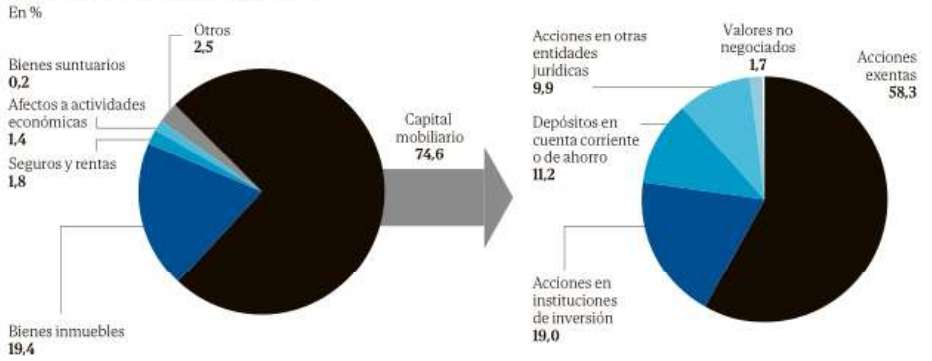 En %
Otros
2,5
Bienes suntuarios
0,2
Afectos a actividades
económicas
1,4
Seguros y rentas
1,8
Bienes inmuebles
19,4
Capital
mobiliario
74,6
Acciones en otras
entidades
jurídicas
9,9
Valores no
negociados
1,7
Acciones
exentas
58,3
Depósitos en
cuenta corriente
o de ahorro
11,2
Acciones en
instituciones
de inversión
19,0